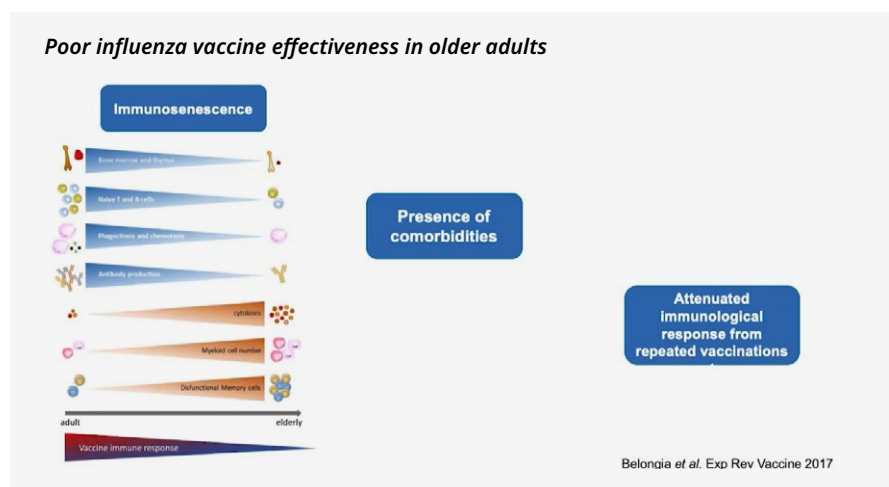 Poor influenza vaccine effectiveness in older adults
Immunosenescence
Bone morrow and thymus
Naive T and B cells
Phagocitosis and chemotaxis
Antibody production
cytokines
Myeloid cell number
Disfunctional Memory cells
adult
elderly
Vaccine immune response
Presence of
comorbidities
Attenuated
immunological
response from
repeated vaccinations
Belongia et al. Exp Rev Vaccine 2017